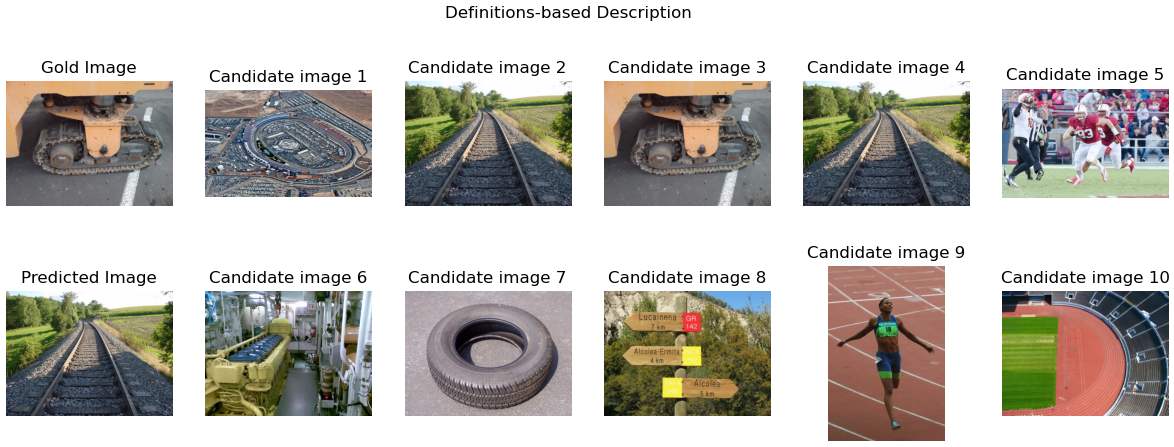 Definitions-based Description
Gold Image
Candidate image 1
Candidate image 2
Candidate image 3
Candidate image 4
Candidate image 5
Predicted Image
Candidate image 6
Candidate image 7
Candidate image 8
Candidate image 9
Candidate image 10
Lucainena
7 km
GR
142
Alcolea-Ermita
4 km
Alcolea
5 km